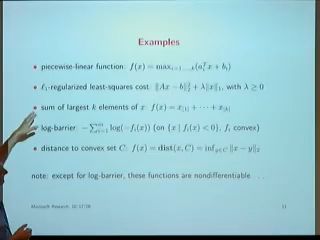 Examples
• piecewise-linear function: f(x) = max_{i=1,...,k}(a_i^T x + b_i)
• ℓ1-regularized least-squares cost: ‖Ax − b‖_2^2 + λ‖x‖_1, with λ ≥ 0
• sum of largest k elements of x: f(x) = x_[1] + · · · + x_[k]
log-barrier: −∑_{i=1}^m log(−f_i(x)) (on {x | f_i(x) < 0}, f_i convex)
• distance to convex set C: f(x) = dist(x, C) = inf_{y∈C} ‖x − y‖_2
note: except for log-barrier, these functions are nondifferentiable . . .
Microsoft Research